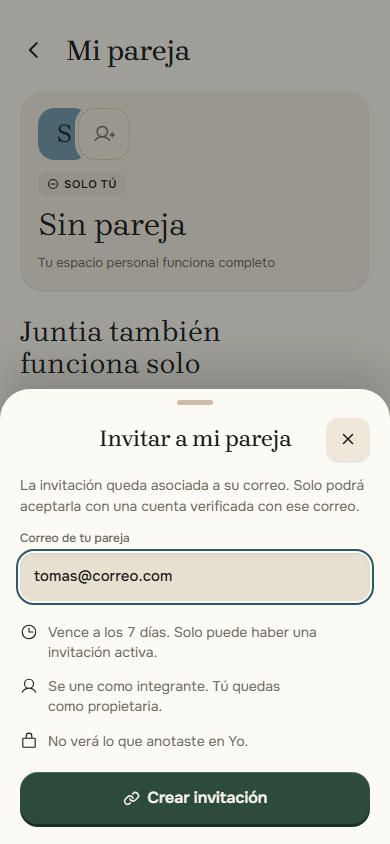 Mi pareja
S
SOLO TÚ
Sin pareja
Tu espacio personal funciona completo
Juntia también
funciona solo
Invitar a mi pareja
La invitación queda asociada a su correo. Solo podrá
aceptarla con una cuenta verificada con ese correo.
Correo de tu pareja
tomas@correo.com
Vence a los 7 días. Solo puede haber una
invitación activa.
Se une como integrante. Tú quedas
como propietaria.
No verá lo que anotaste en Yo.
Crear invitación